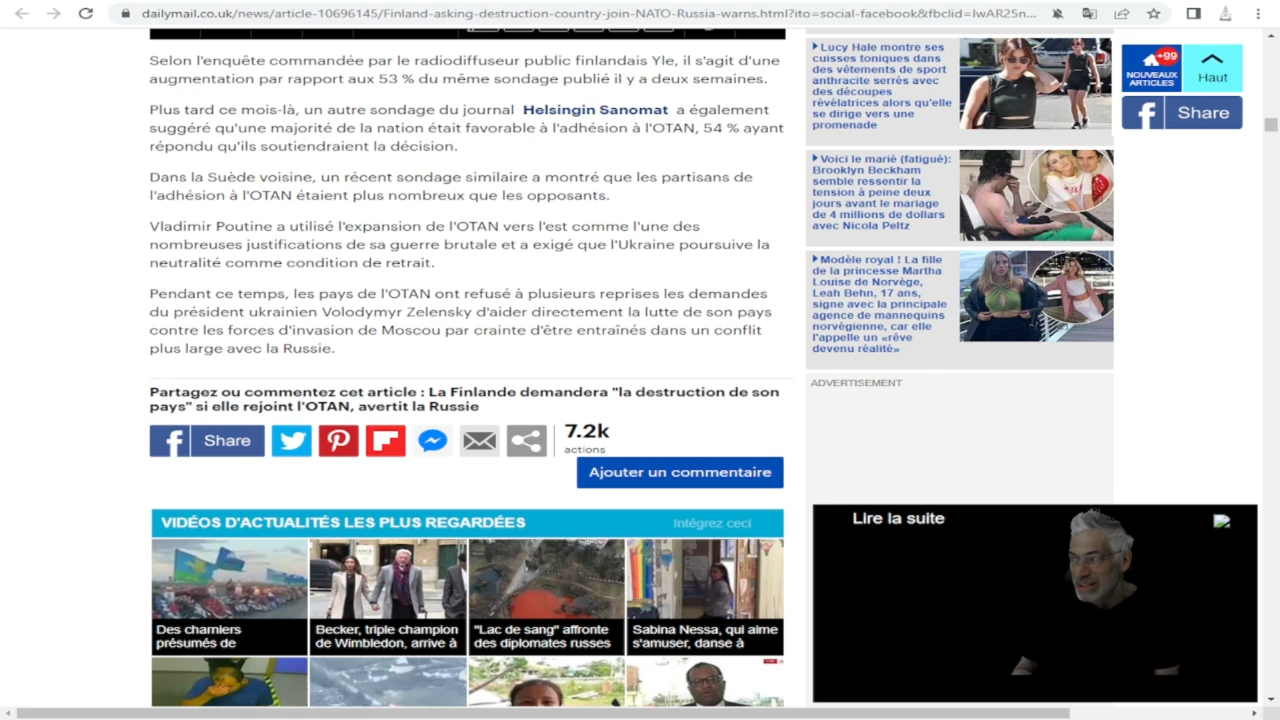 dailymail.co.uk/news/article-10696145/Finland-asking-destruction-country-join-NATO-Russia-warns.html?ito=social-facebook&fbclid=IwAR25n...
Selon l'enquête commandée par le radiodiffuseur public finlandais Yle, il s'agit d'une
augmentation par rapport aux 53 % du même sondage publié il y a deux semaines.
Plus tard ce mois-là, un autre sondage du journal Helsingin Sanomat a également
suggéré qu'une majorité de la nation était favorable à l'adhésion à l'OTAN, 54 % ayant
répondu qu'ils soutiendraient la décision.
Dans la Suède voisine, un récent sondage similaire a montré que les partisans de
l'adhésion à l'OTAN étaient plus nombreux que les opposants.
Vladimir Poutine a utilisé l'expansion de l'OTAN vers l'est comme l'une des
nombreuses justifications de sa guerre brutale et a exigé que l'Ukraine poursuive la
neutralité comme condition de retrait.
Pendant ce temps, les pays de l'OTAN ont refusé à plusieurs reprises les demandes
du président ukrainien Volodymyr Zelensky d'aider directement la lutte de son pays
contre les forces d'invasion de Moscou par crainte d'être entraînés dans un conflit
plus large avec la Russie.
Partagez ou commentez cet article : La Finlande demandera "la destruction de son
pays" si elle rejoint l'OTAN, avertit la Russie
Share
7.2k
actions
Ajouter un commentaire
VIDÉOS D'ACTUALITÉS LES PLUS REGARDÉES
Intégrez ceci
Des charniers
présumés de
Becker, triple champion
de Wimbledon, arrive à
"Lac de sang" affronte
des diplomates russes
Sabina Nessa, qui aime
s'amuser, danse à
Lucy Hale montre ses
cuisses toniques dans
des vêtements de sport
anthracite serrés avec
des découpes
révélatrices alors qu'elle
se dirige vers une
promenade
Voici le marié (fatigué):
Brooklyn Beckham
semble ressentir la
tension à peine deux
jours avant le mariage
de 4 millions de dollars
avec Nicola Peltz
Modèle royal ! La fille
de la princesse Martha
Louise de Norvège,
Leah Behn, 17 ans,
signe avec la principale
agence de mannequins
norvégienne, car elle
l'appelle un «rêve
devenu réalité»
ADVERTISEMENT
Lire la suite
+99
NOUVEAUX
ARTICLES
Haut
Share